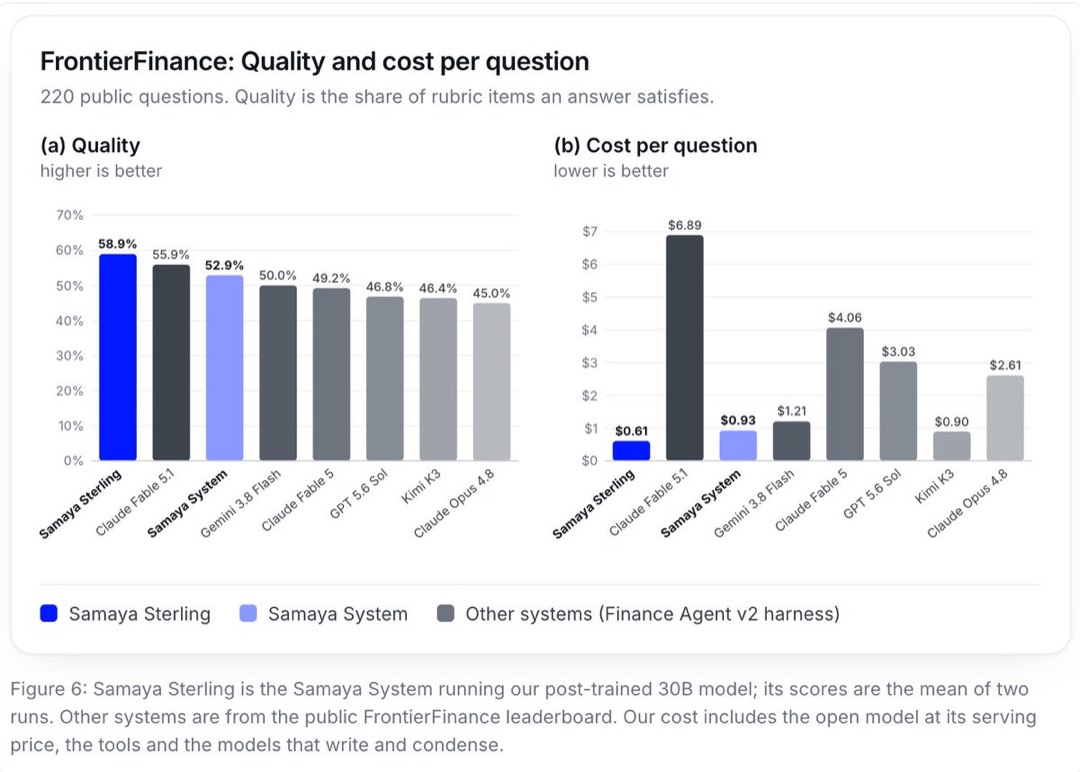 FrontierFinance: Quality and cost per question
220 public questions. Quality is the share of rubric items an answer satisfies.
(a) Quality
higher is better
70%
60%
50%
40%
30%
20%
10%
0%
58.9%
55.9%
52.9%
50.0%
49.2%
46.8%
46.4%
45.0%
Samaya Sterling
Claude Fable 5.1
Samaya System
Gemini 3.8 Flash
Claude Fable 5
GPT 5.6 Sol
Kimi K3
Claude Opus 4.8
(b) Cost per question
lower is better
$7
$6
$5
$4
$3
$2
$1
$0
$0.61
$6.89
$0.93
$1.21
$4.06
$3.03
$0.90
$2.61
Samaya Sterling
Claude Fable 5.1
Samaya System
Gemini 3.8 Flash
Claude Fable 5
GPT 5.6 Sol
Kimi K3
Claude Opus 4.8
Samaya Sterling
Samaya System
Other systems (Finance Agent v2 harness)
Figure 6: Samaya Sterling is the Samaya System running our post-trained 30B model; its scores are the mean of two
runs. Other systems are from the public FrontierFinance leaderboard. Our cost includes the open model at its serving
price, the tools and the models that write and condense.